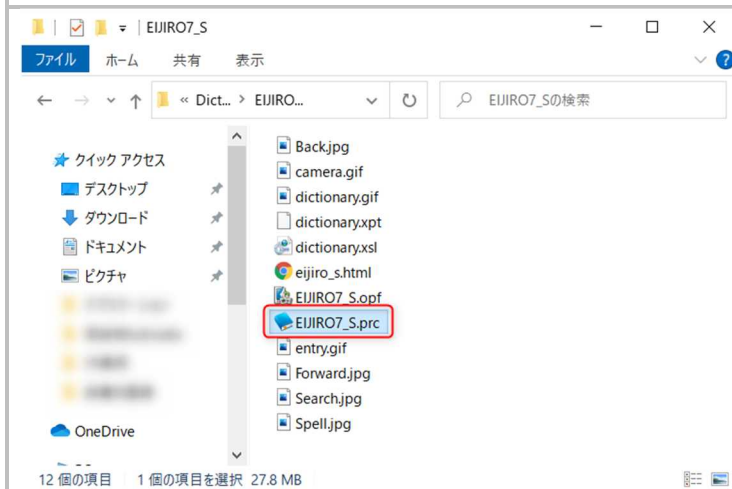 EIJIRO7_S
ファイル ホーム 共有 表示
« Dict... > EIJIRO... EIJIRO7_Sの検索
クイック アクセス
デスクトップ
ダウンロード
ドキュメント
ピクチャ
OneDrive
Back.jpg
camera.gif
dictionary.gif
dictionary.xpt
dictionary.xsl
eijiro_s.html
EIJIRO7_S.opf
EIJIRO7_S.prc
entry.gif
Forward.jpg
Search.jpg
Spell.jpg
12 個の項目 1 個の項目を選択 27.8 MB